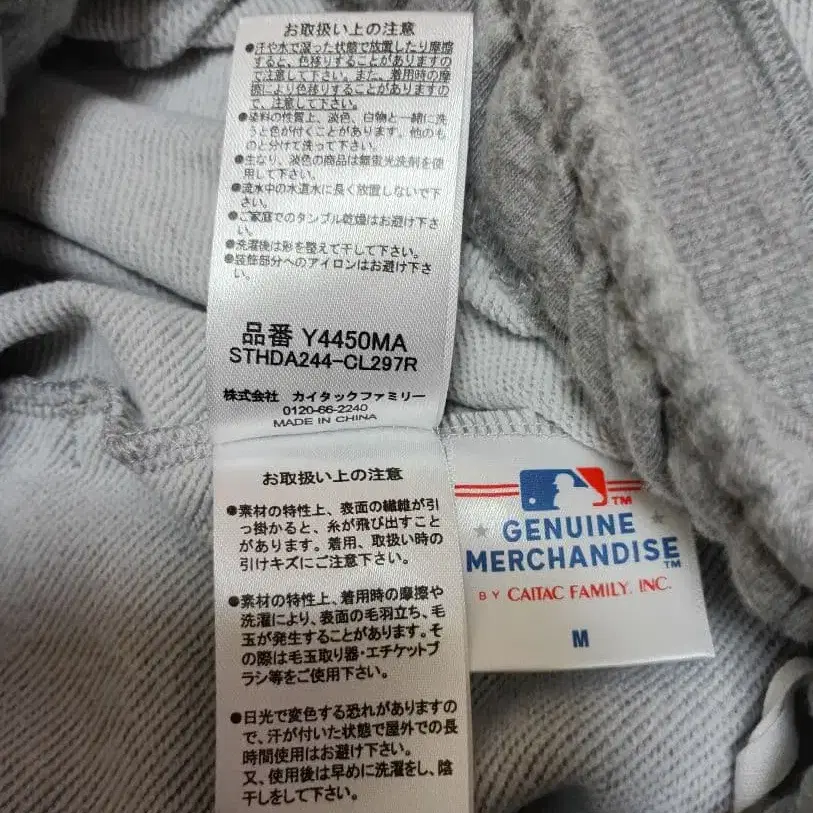 お取扱い上の注意
●汗や水で湿った状態で放置したり摩擦
すると、色移りすることがありますの
で注意して下さい。また、着用時の摩
擦により色移りすることがありますの
で、注意して下さい。
●染料の性質上、淡色、白物と一緒に洗
うと色が付くことがあります。他のも
のと分けて洗って下さい。
●生なり、淡色の商品は無蛍光洗剤を使
用して下さい。
●流水中の水道水に長く放置しないで下
さい。
●ご家庭でのタンブル乾燥はお避け下さ
い。
●洗濯後は形を整えて干して下さい。
●装飾部分へのアイロンはお避け下さ
い。
品番 Y4450MA
STHDA244-CL297R
株式会社 カイタックファミリー
0120-66-2240
MADE IN CHINA
お取扱い上の注意
●素材の特性上、表面の繊維が引
っ掛かると、糸が飛び出すこと
があります。着用、取扱い時の
引けキズにご注意下さい。
●素材の特性上、着用時の摩擦や
洗濯により、表面の毛羽立ち、毛
玉が発生することがあります。そ
の際は毛玉取り器・エチケットブ
ラシ等をご使用下さい。
●日光で変色する恐れがありますの
で、汗が付いた状態で屋外での長
時間使用はお避け下さい。
又、使用後は早めに洗濯をし、陰
干しをして下さい。
TM
GENUINE
MERCHANDISE™
BY CAITAC FAMILY, INC.
M